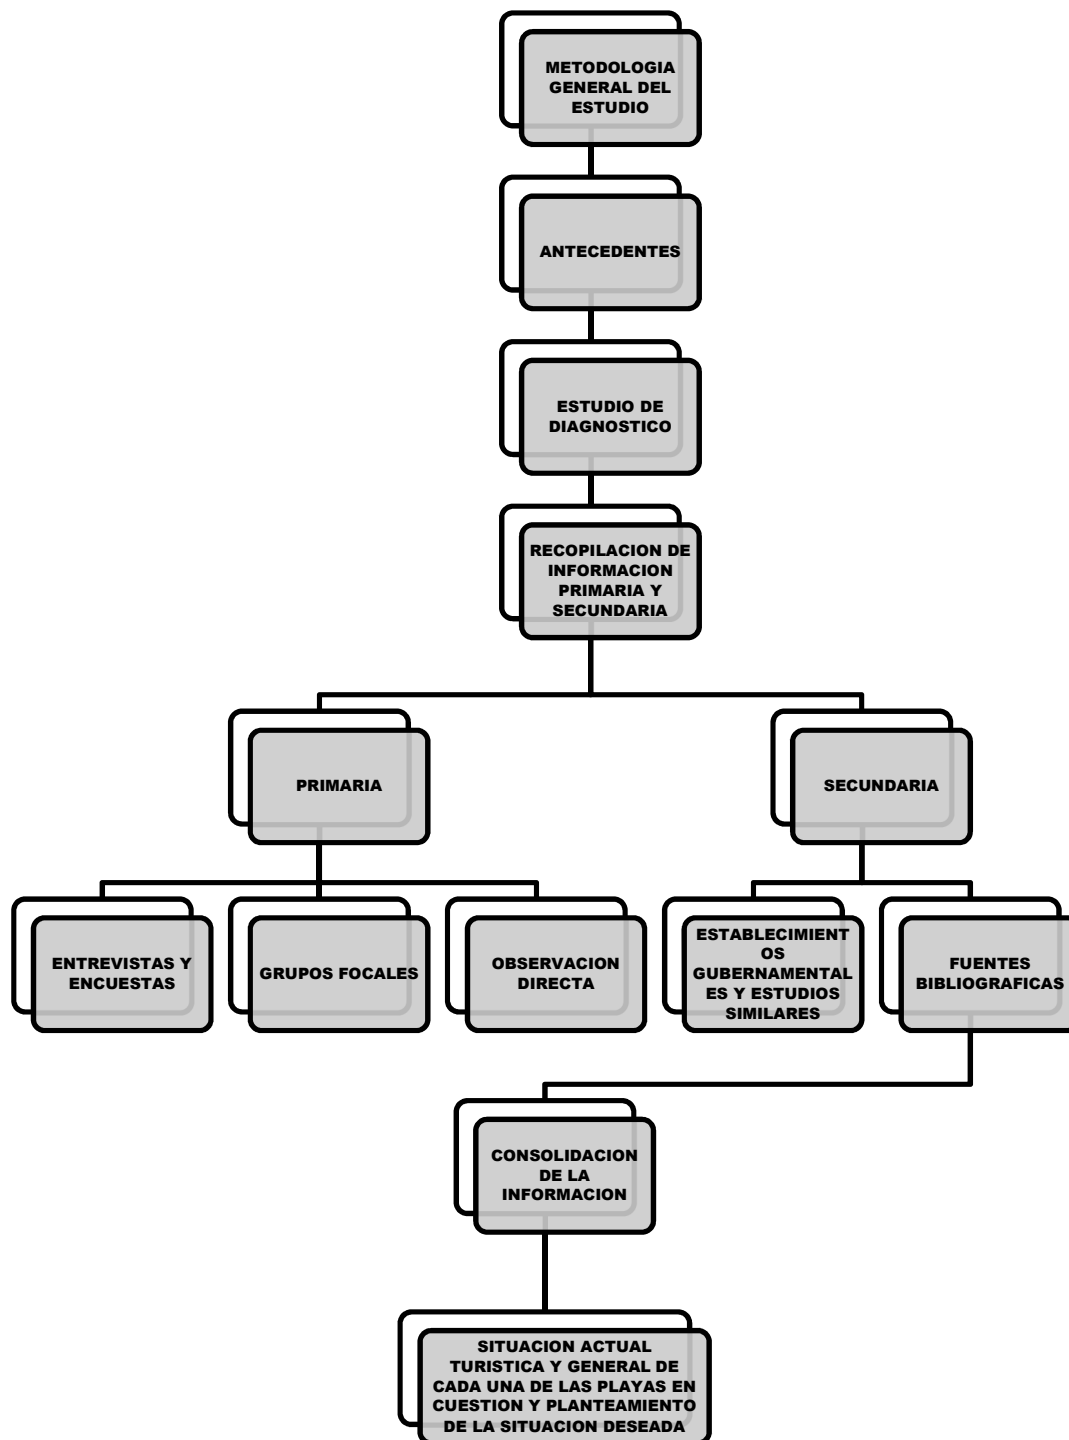 METODOLOGIA
GENERAL DEL
ESTUDIO
ANTECEDENTES
ESTUDIO DE
DIAGNOSTICO
RECOPILACION DE
INFORMACION
PRIMARIA Y
SECUNDARIA
PRIMARIA
SECUNDARIA
ENTREVISTAS Y
ENCUESTAS
GRUPOS FOCALES
OBSERVACION
DIRECTA
ESTABLECIMIENT
OS
GUBERNAMENTAL
ES Y ESTUDIOS
SIMILARES
FUENTES
BIBLIOGRAFICAS
CONSOLIDACION
DE LA
INFORMACION
SITUACION ACTUAL
TURISTICA Y GENERAL DE
CADA UNA DE LAS PLAYAS EN
CUESTION Y PLANTEAMIENTO
DE LA SITUACION DESEADA